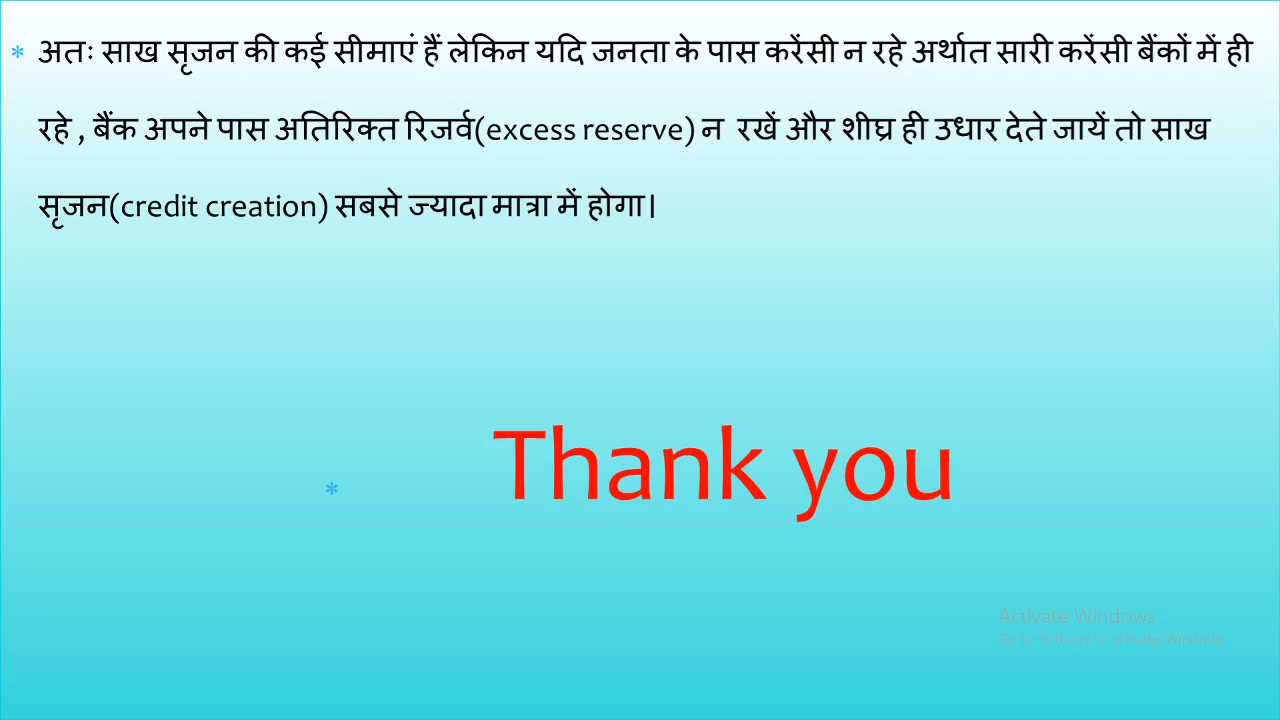 * अतः साख सृजन की कई सीमाएं हैं लेकिन यदि जनता के पास करेंसी न रहे अर्थात सारी करेंसी बैंकों में ही
रहे , बैंक अपने पास अतिरिक्त रिजर्व(excess reserve) न रखें और शीघ्र ही उधार देते जायें तो साख
सृजन(credit creation) सबसे ज्यादा मात्रा में होगा।
* Thank you
Activate Windows
Go to Settings to activate Windows.